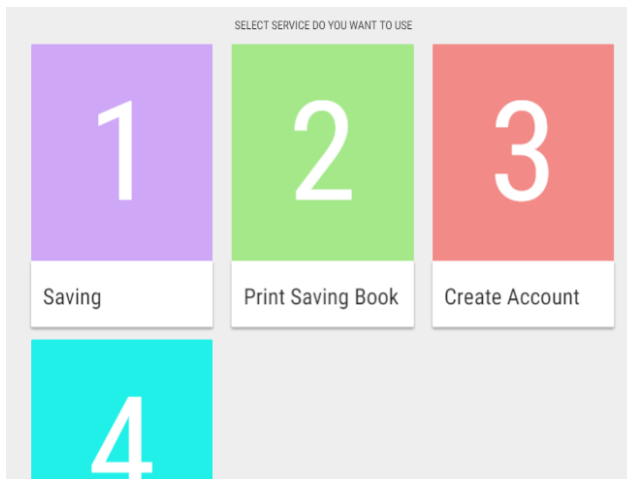 SELECT SERVICE DO YOU WANT TO USE
1 2 3
Saving Print Saving Book Create Account
4